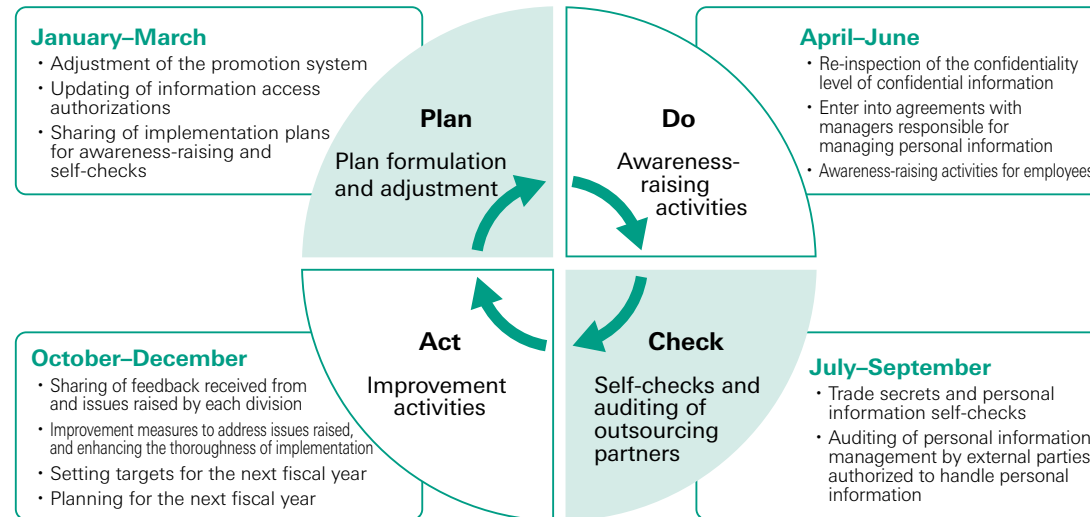 January–March
・Adjustment of the promotion system
・Updating of information access
authorizations
・Sharing of implementation plans
for awareness-raising and
self-checks
Plan
Plan formulation
and adjustment
Do
Awareness-
raising
activities
April–June
・Re-inspection of the confidentiality
level of confidential information
・Enter into agreements with
managers responsible for
managing personal information
・Awareness-raising activities for employees
October–December
・Sharing of feedback received from
and issues raised by each division
・Improvement measures to address issues raised,
and enhancing the thoroughness of implementation
・Setting targets for the next fiscal year
・Planning for the next fiscal year
Act
Improvement
activities
Check
Self-checks and
auditing of
outsourcing
partners
July–September
・Trade secrets and personal
information self-checks
・Auditing of personal information
management by external parties
authorized to handle personal
information